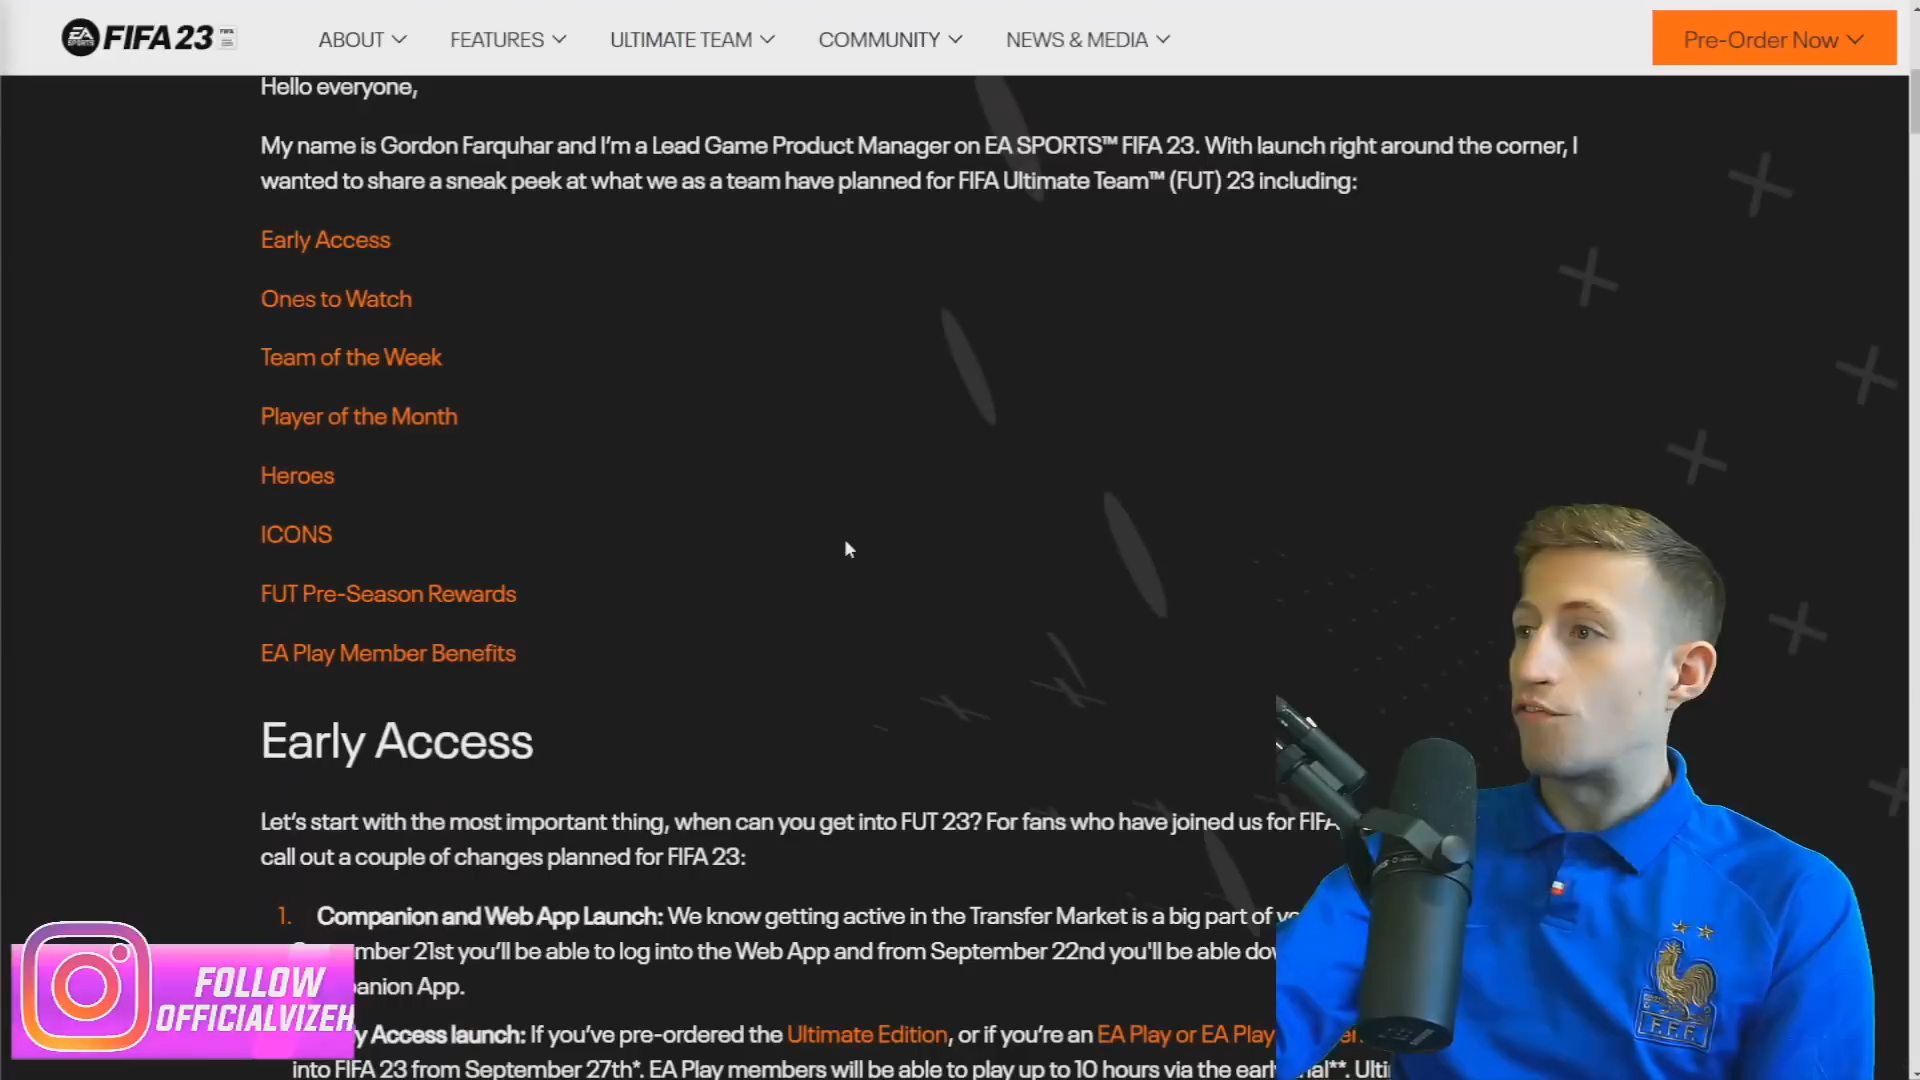 EA SPORTS FIFA 23
ABOUT
FEATURES
ULTIMATE TEAM
COMMUNITY
NEWS & MEDIA
Pre-Order Now
Hello everyone,
My name is Gordon Farquhar and I'm a Lead Game Product Manager on EA SPORTS™ FIFA 23. With launch right around the corner, I
wanted to share a sneak peek at what we as a team have planned for FIFA Ultimate Team™ (FUT) 23 including:
Early Access
Ones to Watch
Team of the Week
Player of the Month
Heroes
ICONS
FUT Pre-Season Rewards
EA Play Member Benefits
Early Access
Let's start with the most important thing, when can you get into FUT 23? For fans who have joined us for FIFA
call out a couple of changes planned for FIFA 23:
1. Companion and Web App Launch: We know getting active in the Transfer Market is a big part of
mber 21st you'll be able to log into the Web App and from September 22nd you'll be able
anion App.
y Access launch: If you've pre-ordered the Ultimate Edition, or if you're an EA Play or EA Play
into FIFA 23 from September 27th*. EA Play members will be able to play up to 10 hours via the
FOLLOW
OFFICIALVIZEH
F.F.F.